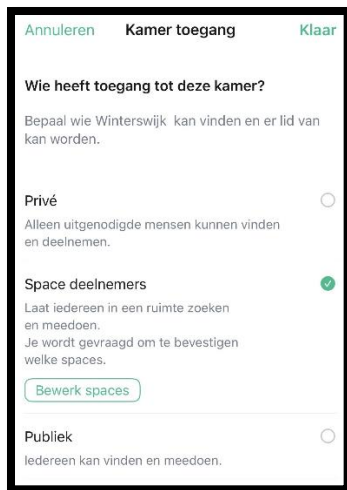 Annuleren Kamer toegang Klaar
Wie heeft toegang tot deze kamer?
Bepaal wie Winterswijk kan vinden en er lid van
kan worden.
Privé
Alleen uitgenodigde mensen kunnen vinden
en deelnemen.
Space deelnemers
Laat iedereen in een ruimte zoeken
en meedoen.
Je wordt gevraagd om te bevestigen
welke spaces.
Bewerk spaces
Publiek
Iedereen kan vinden en meedoen.